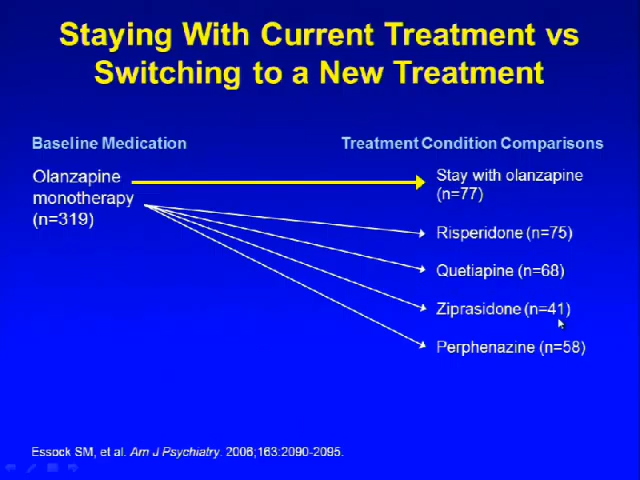 Staying With Current Treatment vs
Switching to a New Treatment
Baseline Medication
Treatment Condition Comparisons
Olanzapine
monotherapy
(n=319)
Stay with olanzapine
(n=77)
Risperidone (n=75)
Quetiapine (n=68)
Ziprasidone (n=41)
Perphenazine (n=58)
Essock SM, et al. Am J Psychiatry. 2006;163:2090-2095.